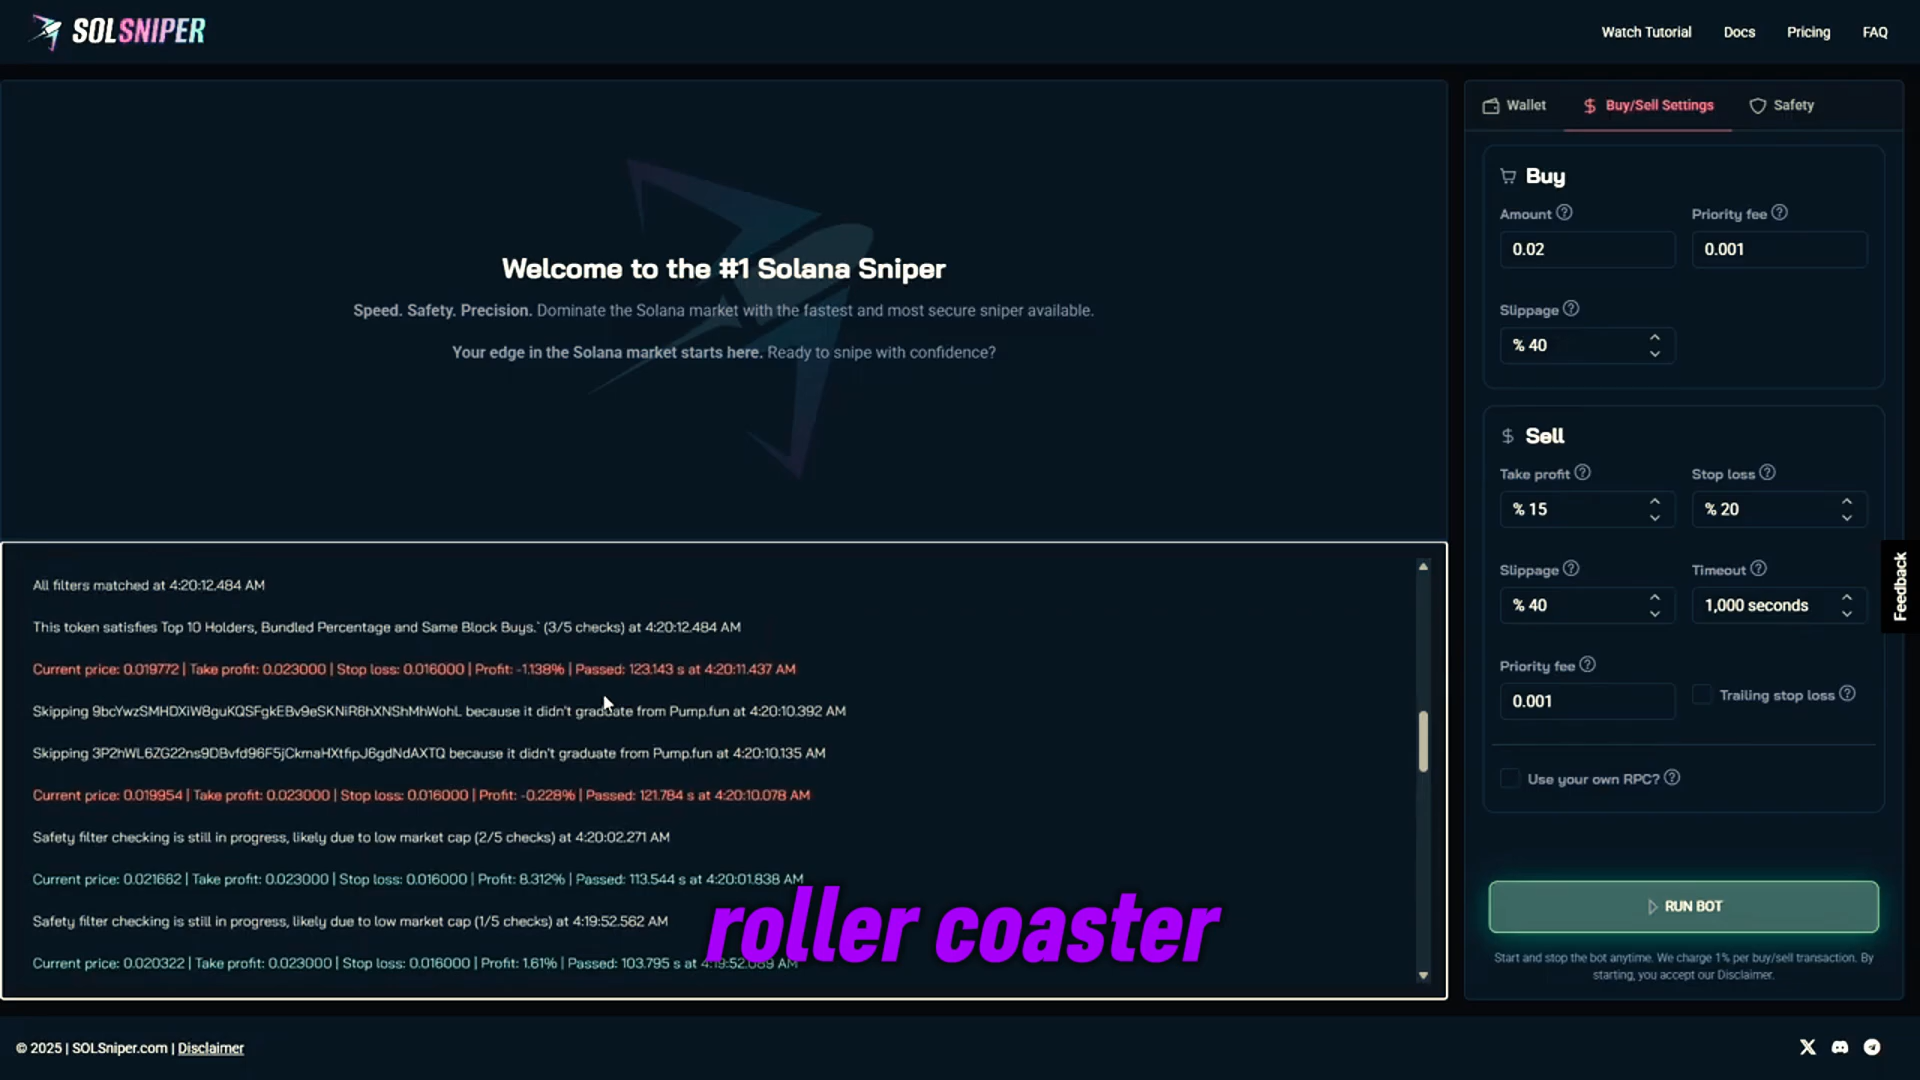 SOLSNIPER
Watch Tutorial
Docs
Pricing
FAQ
Welcome to the #1 Solana Sniper
Speed. Safety. Precision. Dominate the Solana market with the fastest and most secure sniper available.
Your edge in the Solana market starts here. Ready to snipe with confidence?
All filters matched at 4:20:12.484 AM
This token satisfies Top 10 Holders, Bundled Percentage and Same Block Buys.` (3/5 checks) at 4:20:12.484 AM
Current price: 0.019772 | Take profit: 0.023000 | Stop loss: 0.016000 | Profit: -1.138% | Passed: 123.143 s at 4:20:11.437 AM
Skipping 9bcYwzSMHDXiW8guKQSFgkEBv9eSKNiR6hXNShMhWohL because it didn't graduate from Pump.fun at 4:20:10.392 AM
Skipping 3P2hWL6ZG22ns9DBvfd96F5jCkmaHXtfipJ6gdNdAXTQ because it didn't graduate from Pump.fun at 4:20:10.135 AM
Current price: 0.019954 | Take profit: 0.023000 | Stop loss: 0.016000 | Profit: -0.228% | Passed: 121.784 s at 4:20:10.078 AM
Safety filter checking is still in progress, likely due to low market cap (2/5 checks) at 4:20:02.271 AM
Current price: 0.021662 | Take profit: 0.023000 | Stop loss: 0.016000 | Profit: 8.312% | Passed: 113.544 s at 4:20:01.838 AM
Safety filter checking is still in progress, likely due to low market cap (1/5 checks) at 4:19:52.562 AM
Current price: 0.020322 | Take profit: 0.023000 | Stop loss: 0.016000 | Profit: 1.61% | Passed: 103.795 s at 4:19:52.089 AM
roller coaster
Wallet
Buy/Sell Settings
Safety
Buy
Amount
Priority fee
0.02
0.001
Slippage
% 40
Sell
Take profit
Stop loss
% 15
% 20
Slippage
Timeout
% 40
1,000 seconds
Priority fee
0.001
Trailing stop loss
Use your own RPC?
RUN BOT
Start and stop the bot anytime. We charge 1% per buy/sell transaction. By
starting, you accept our Disclaimer.
Feedback
© 2025 | SOLSniper.com | Disclaimer